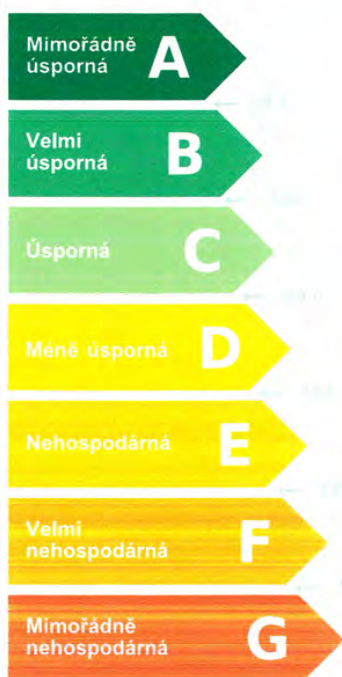 Mimořádně
úsporná
A
Velmi
úsporná
B
Úsporná
C
Méně úsporná
D
Nehospodárná
E
Velmi
nehospodárná
F
Mimořádně
nehospodárná
G